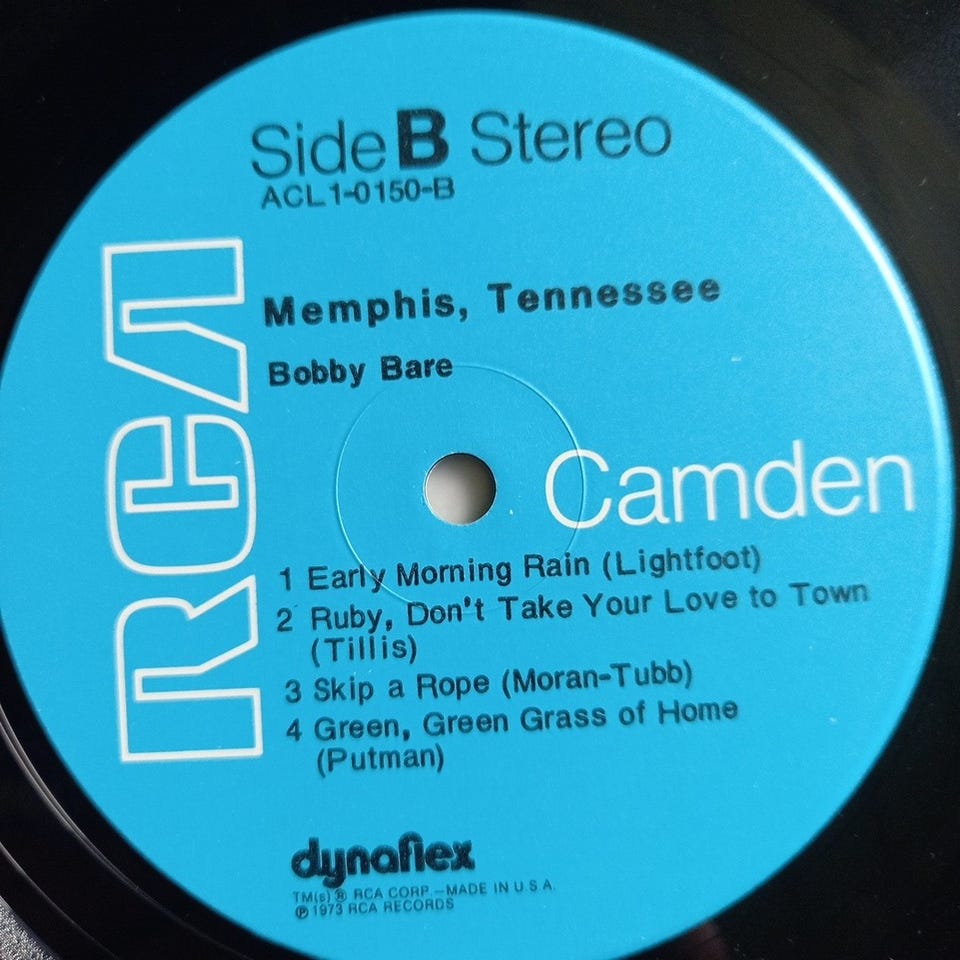 Side B Stereo
ACL1-0150-B
Memphis, Tennessee
Bobby Bare
RCA
Camden
1 Early Morning Rain (Lightfoot)
2 Ruby, Don't Take Your Love to Town
(Tillis)
3 Skip a Rope (Moran-Tubb)
4 Green, Green Grass of Home
(Putman)
dynaflex
TM(s) ® RCA CORP.—MADE IN U.S.A.
℗ 1973 RCA RECORDS